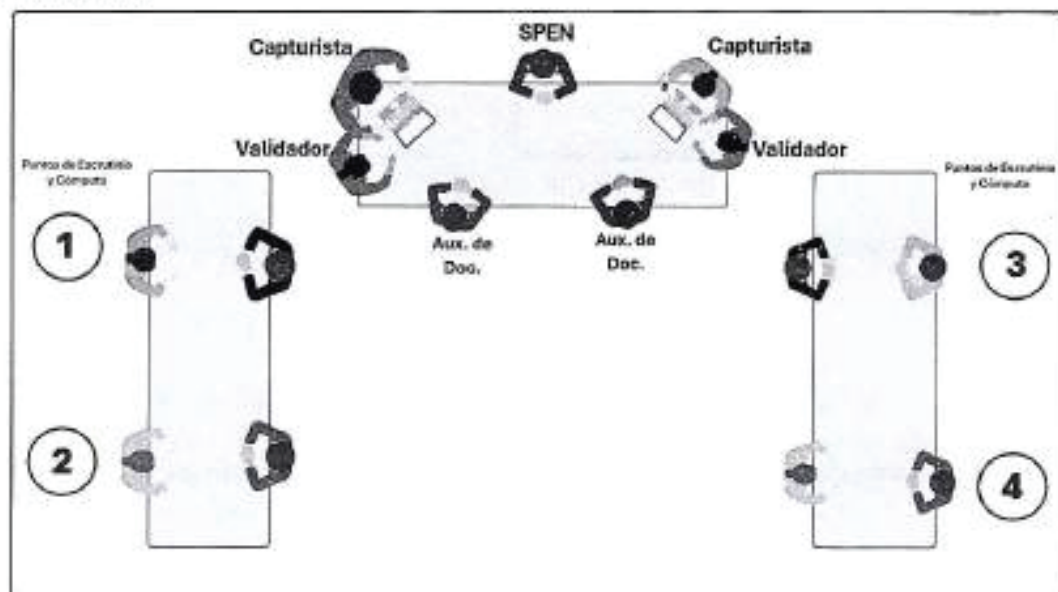 SPEN
Capturista
Capturista
Validador
Validador
Puntos de Escrutinio
y Cómputo
Puntos de Escrutinio
y Cómputo
1
Aux. de
Doc.
Aux. de
Doc.
3
2
4